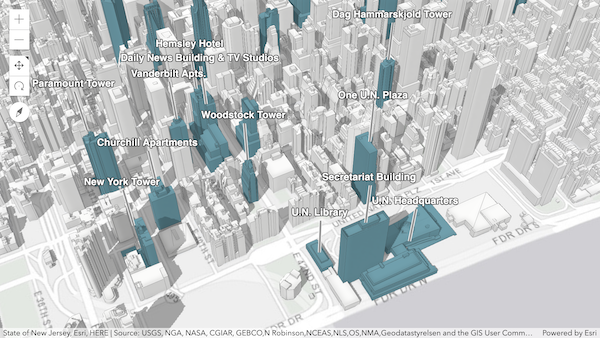 Dag Hammarskjold Tower
Hemsley Hotel
Daily News Building & TV Studios
Vanderbilt Apts.
Paramount Tower
One U.N. Plaza
Woodstock Tower
Churchill Apartments
Secretariat Building
New York Tower
U.N. Headquarters
U.N. Library
FDR DR S
E 38TH ST
FDR DR
FDR DR N
State of New Jersey, Esri, HERE | Source: USGS, NGA, NASA, CGIAR, GEBCO,N Robinson,NCEAS,NLS,OS,NMA,Geodatastyrelsen and the GIS User Comm...
Powered by Esri